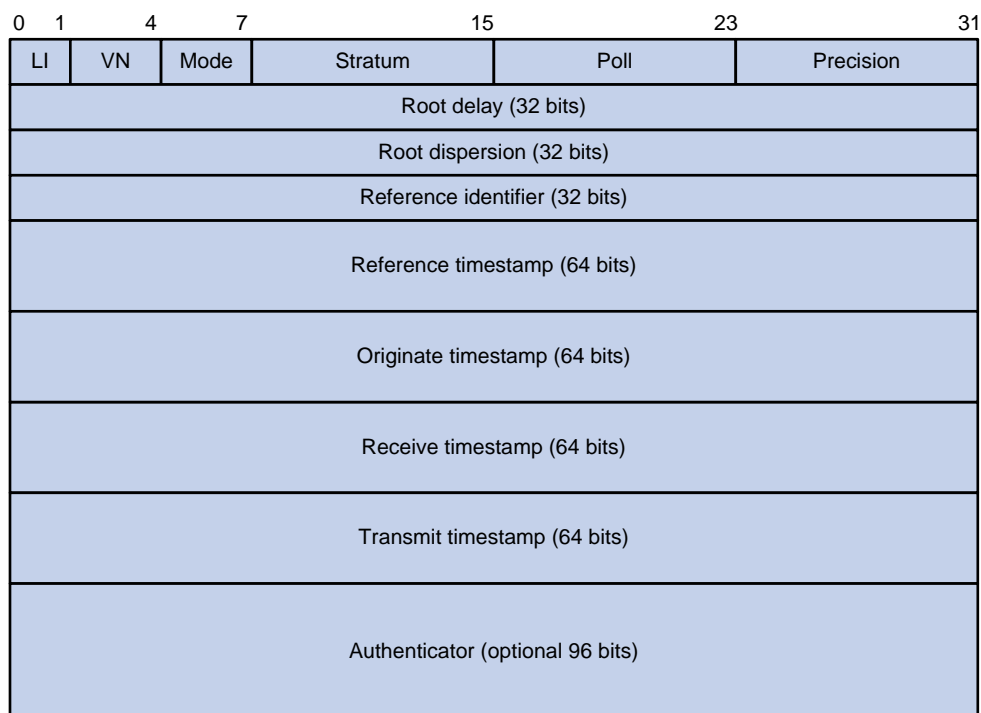 0 1 4 7 15 23 31
LI VN Mode Stratum Poll Precision
Root delay (32 bits)
Root dispersion (32 bits)
Reference identifier (32 bits)
Reference timestamp (64 bits)
Originate timestamp (64 bits)
Receive timestamp (64 bits)
Transmit timestamp (64 bits)
Authenticator (optional 96 bits)